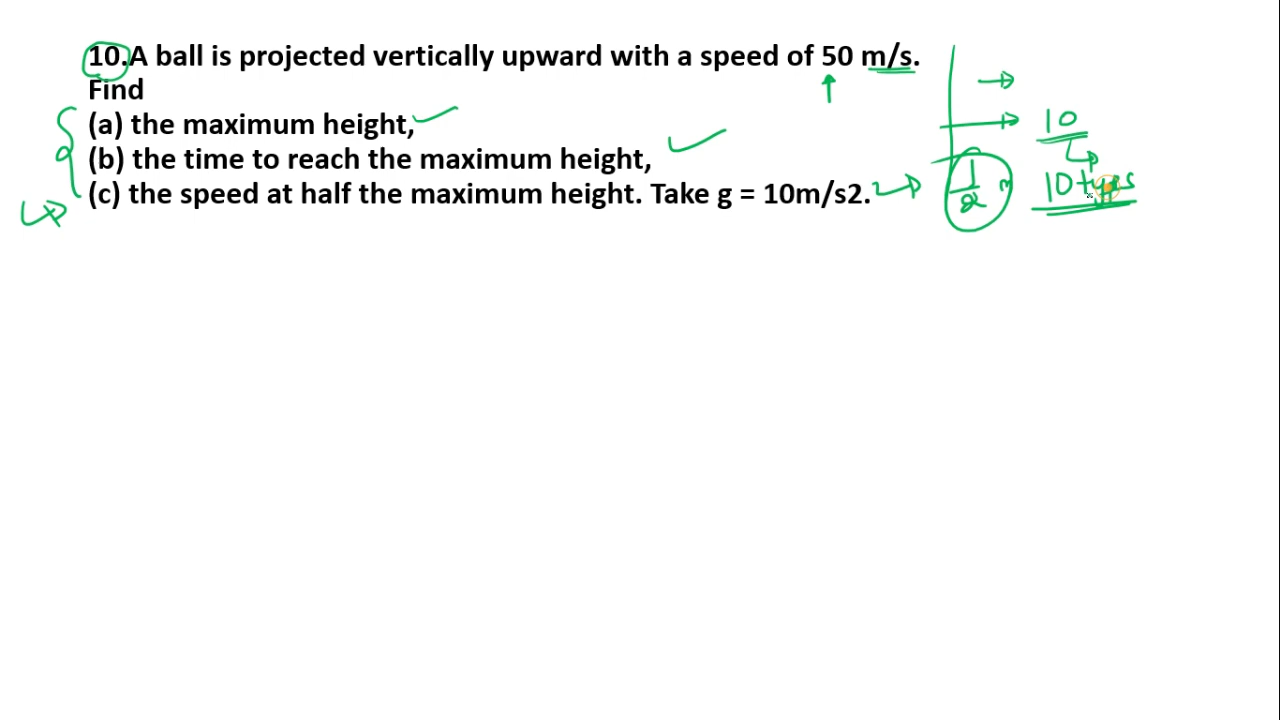 10.A ball is projected vertically upward with a speed of 50 m/s.
Find
(a) the maximum height,
(b) the time to reach the maximum height,
(c) the speed at half the maximum height. Take g = 10m/s2.
10
1/2